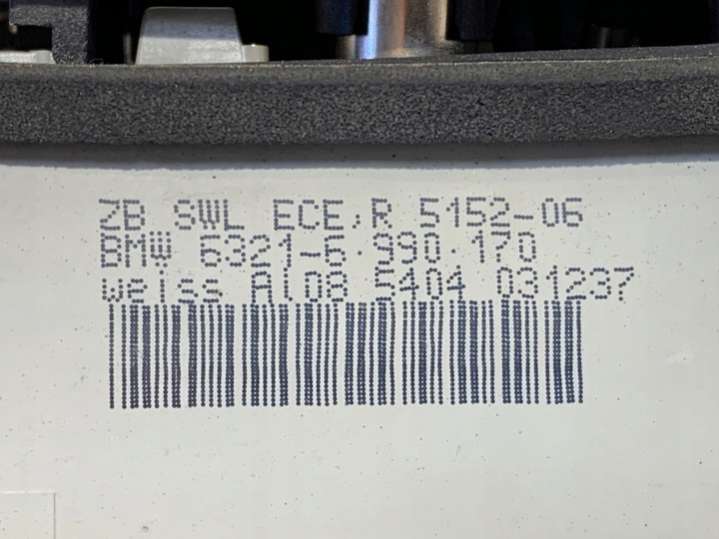 ZB SWL ECE,R 5152-06
BMW 6321-6.990.170
weiss Al08 5404 031237